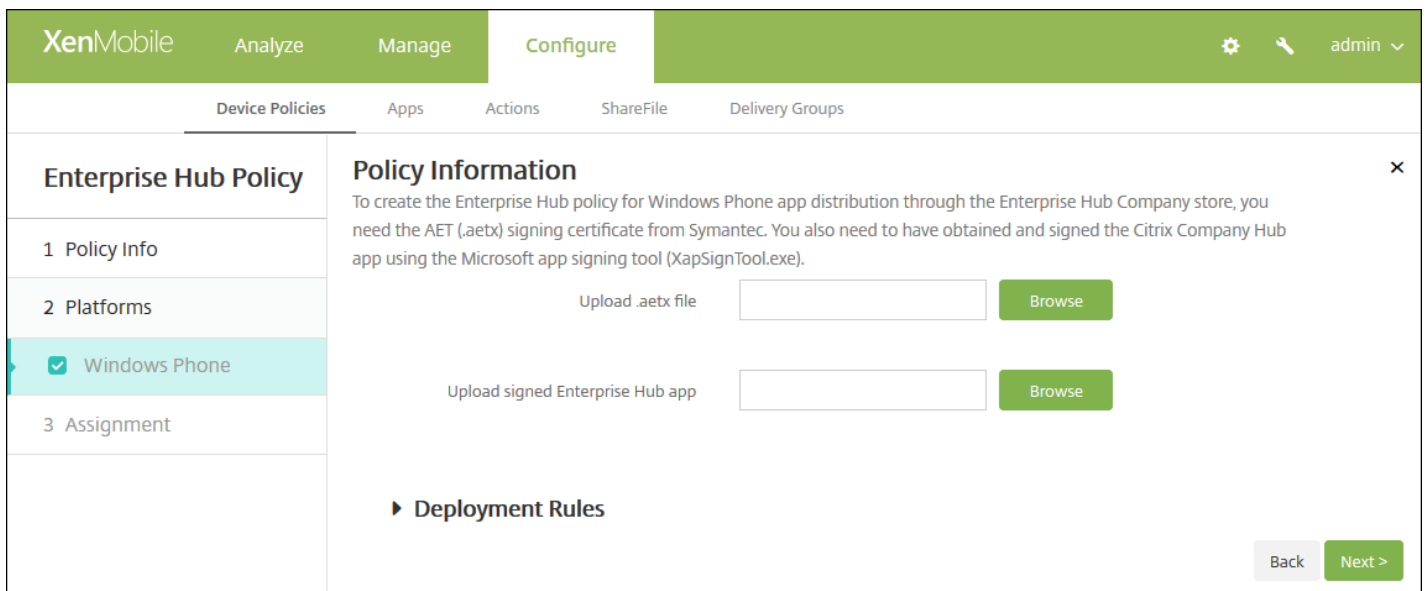 XenMobile Analyze Manage Configure admin
Device Policies Apps Actions ShareFile Delivery Groups
Enterprise Hub Policy
1 Policy Info
2 Platforms
Windows Phone
3 Assignment
Policy Information
To create the Enterprise Hub policy for Windows Phone app distribution through the Enterprise Hub Company store, you
need the AET (.aetx) signing certificate from Symantec. You also need to have obtained and signed the Citrix Company Hub
app using the Microsoft app signing tool (XapSignTool.exe).
Upload .aetx file Browse
Upload signed Enterprise Hub app Browse
Deployment Rules
Back Next >